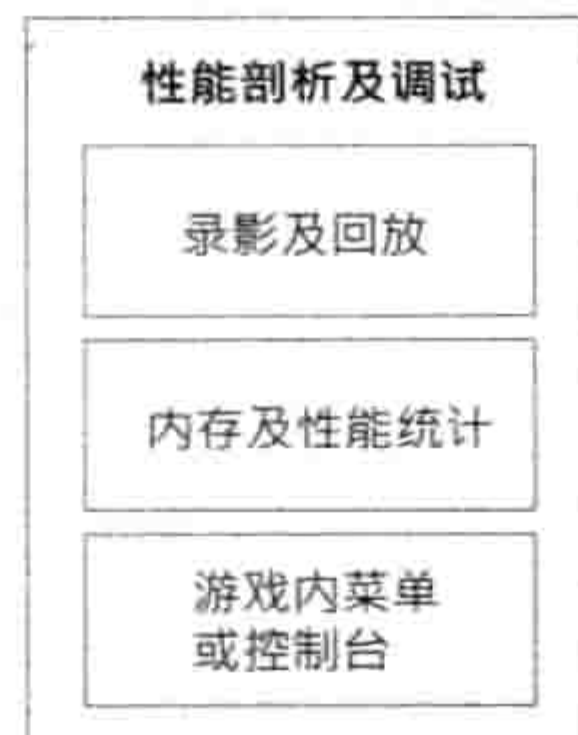 性能剖析及调试
录影及回放
内存及性能统计
游戏内菜单
或控制台